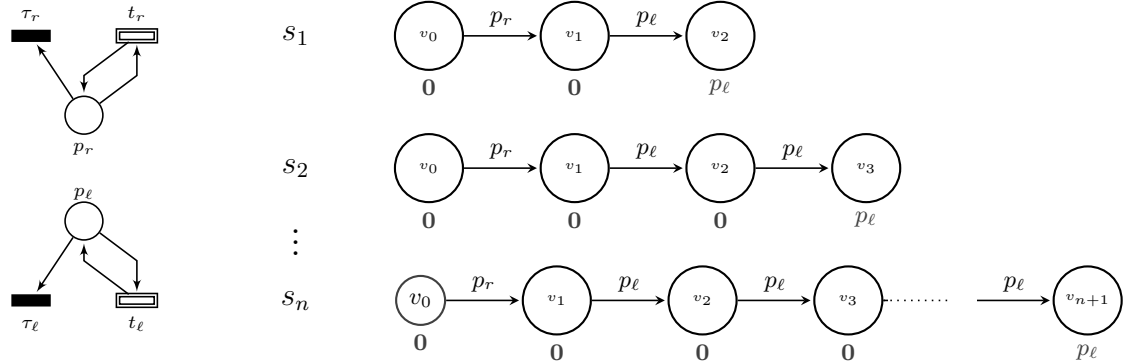 τ_r t_r
p_r
p_ℓ
τ_ℓ t_ℓ
s_1 v_0 p_r v_1 p_ℓ v_2
0 0 p_ℓ
s_2 v_0 p_r v_1 p_ℓ v_2 p_ℓ v_3
0 0 0 p_ℓ
⋮
s_n v_0 p_r v_1 p_ℓ v_2 p_ℓ v_3 p_ℓ v_{n+1}
0 0 0 0 p_ℓ